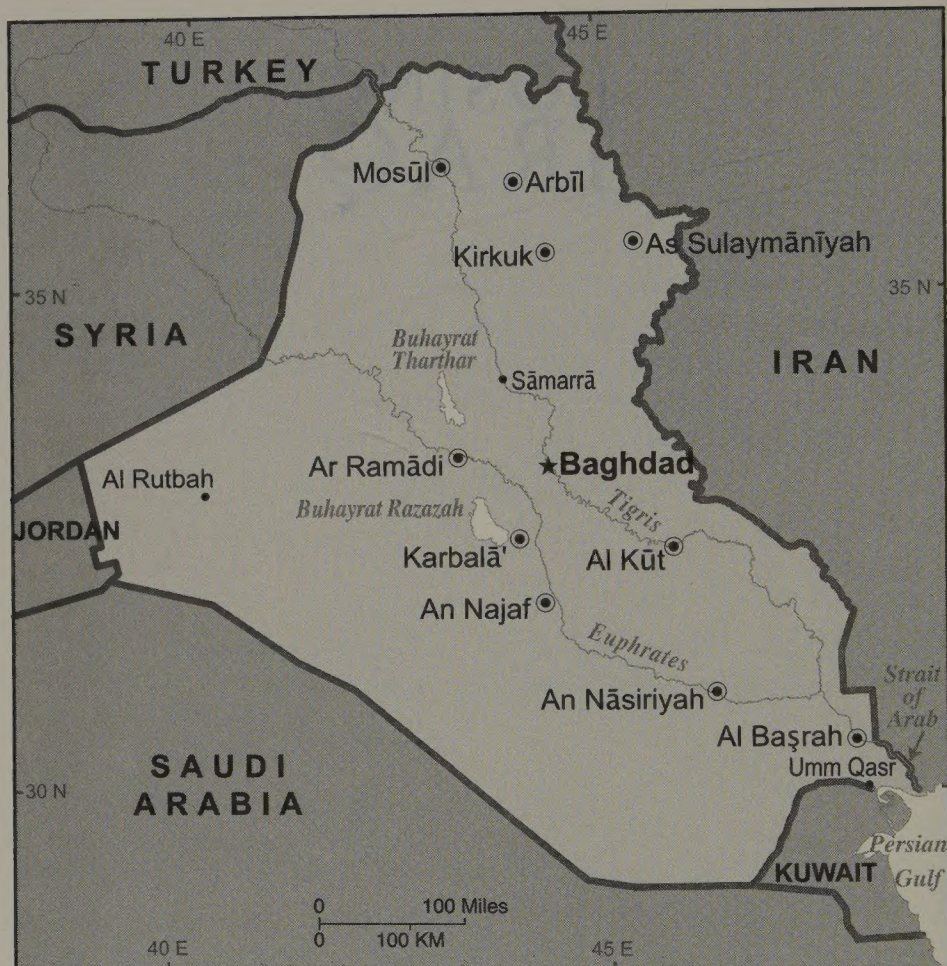 40 E
45 E
TURKEY
Mosūl
Arbīl
Kirkuk
As Sulaymānīyah
35 N
35 N
SYRIA
Buhayrat
Tharthar
IRAN
Sāmarrā
Ar Ramādi
Baghdad
Al Rutbah
Buhayrat Razazah
Tigris
JORDAN
Karbalā'
Al Kūt
An Najaf
Euphrates
Strait
of
Arab
An Nāsiriyah
Al Başrah
Umm Qasr
SAUDI
ARABIA
30 N
Persian
Gulf
KUWAIT
0 100 Miles
0 100 KM
40 E
45 E